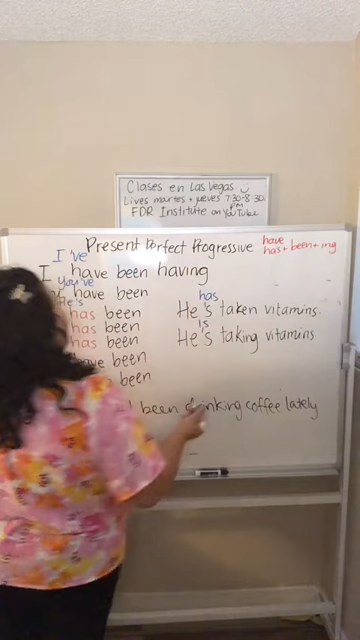 Clases en Las Vegas
Lives martes + jueves 7:30-8:30
pm
FDR Institute on YouTube
Present Perfect Progressive
have
has + been + ing
I've
I have been having
You've
have been
He's
has been
has been
has been
have been
been
has
He's taken vitamins.
is
He's taking vitamins
been drinking coffee lately